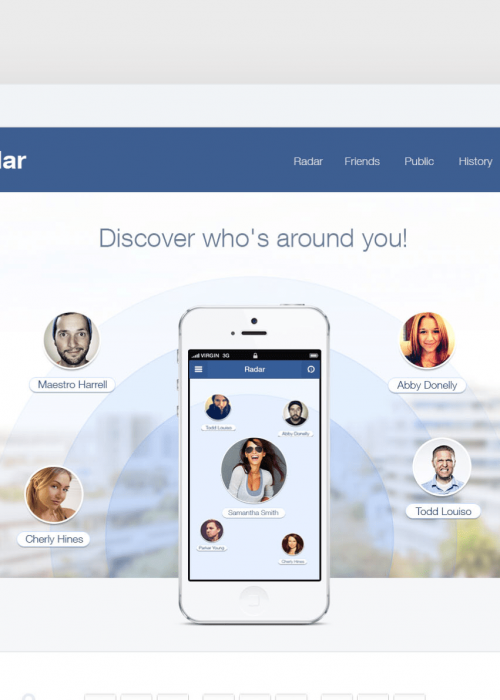 lar
Radar Friends Public History
Discover who's around you!
VIRGIN 3G
Radar
Maestro Harrell
Abby Donelly
Todd Louiso
Abby Donelly
Samantha Smith
Cherly Hines
Todd Louiso
Parker Young
Cherly Hines